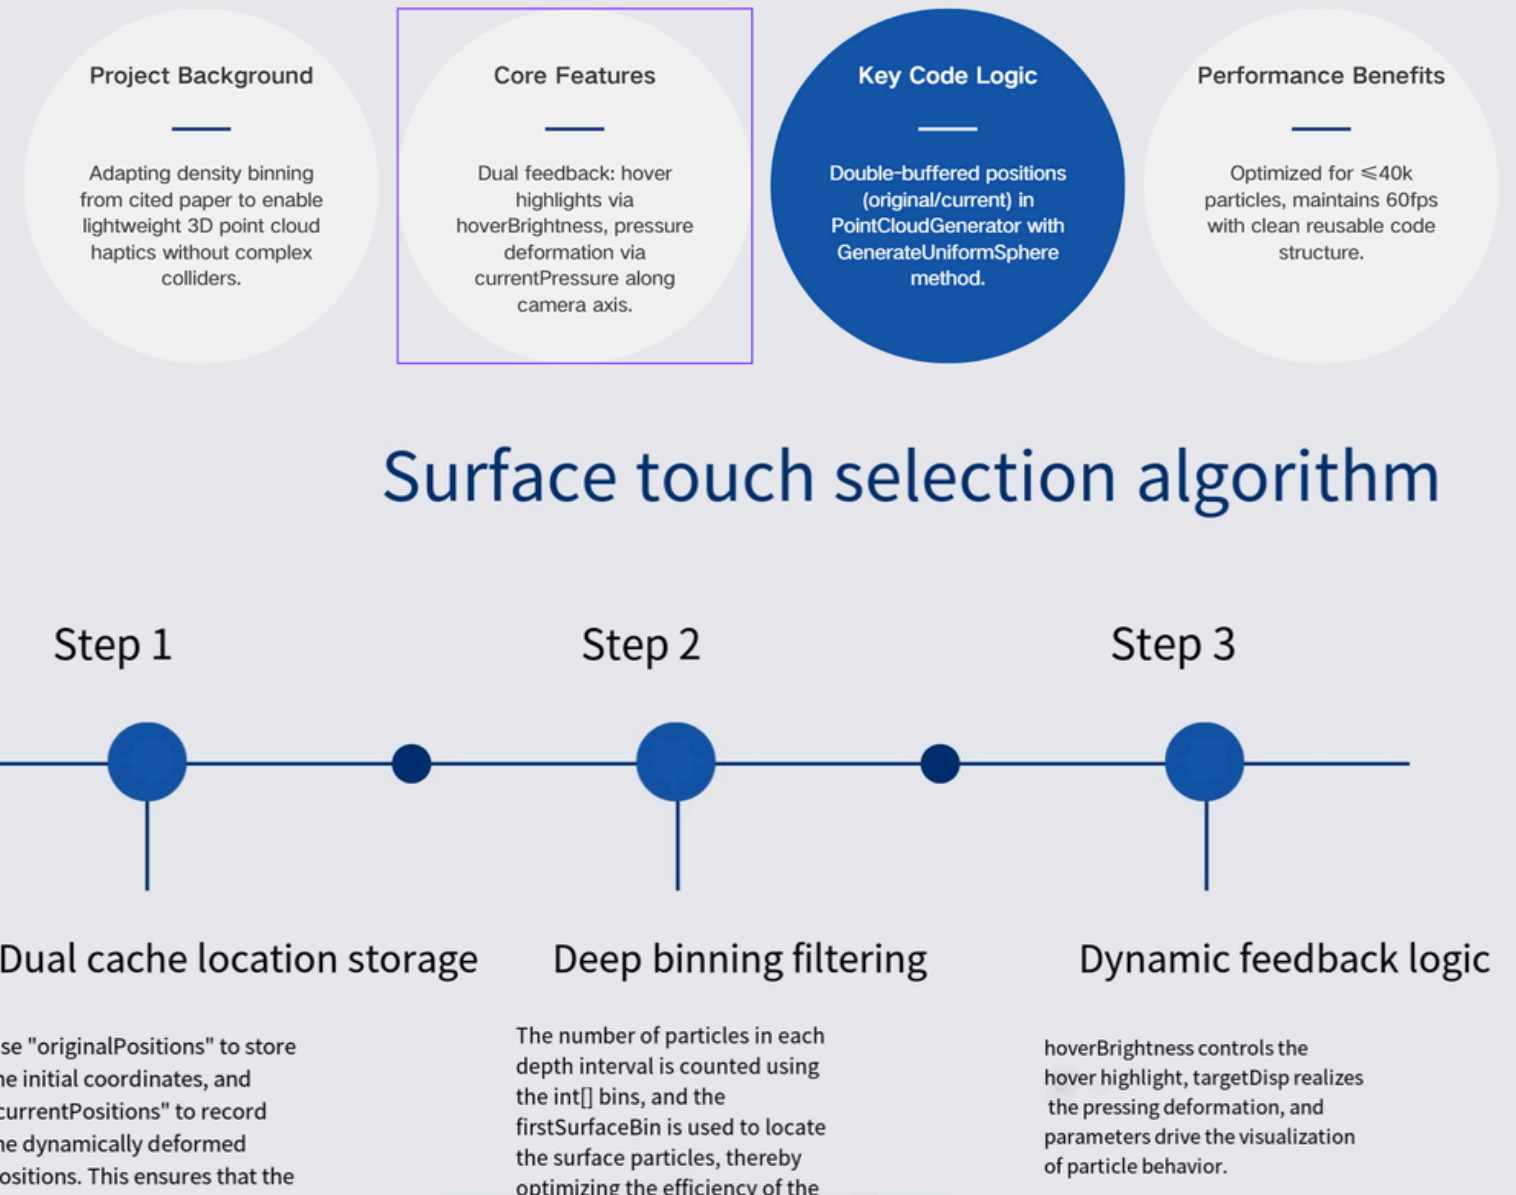 Project Background
Adapting density binning
from cited paper to enable
lightweight 3D point cloud
haptics without complex
colliders.
Core Features
Dual feedback: hover
highlights via
hoverBrightness, pressure
deformation via
currentPressure along
camera axis.
Key Code Logic
Double-buffered positions
(original/current) in
PointCloudGenerator with
GenerateUniformSphere
method.
Performance Benefits
Optimized for ⩽40k
particles, maintains 60fps
with clean reusable code
structure.
Surface touch selection algorithm
Step 1
Step 2
Step 3
Dual cache location storage
se "originalPositions" to store
he initial coordinates, and
currentPositions" to record
he dynamically deformed
ositions. This ensures that the
Deep binning filtering
The number of particles in each
depth interval is counted using
the int[] bins, and the
firstSurfaceBin is used to locate
the surface particles, thereby
optimizing the efficiency of the
Dynamic feedback logic
hoverBrightness controls the
hover highlight, targetDisp realizes
the pressing deformation, and
parameters drive the visualization
of particle behavior.